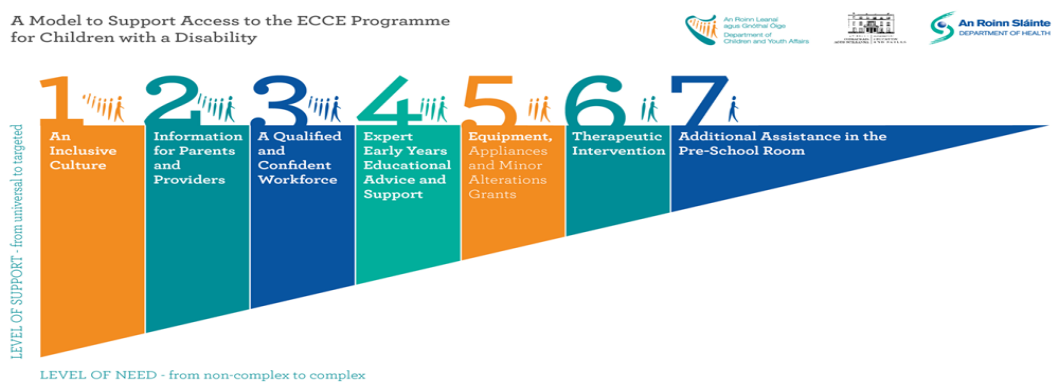 A Model to Support Access to the ECCE Programme
for Children with a Disability
An Roinn Leanaí
agus Gnóthaí Óige
Department of
Children and Youth Affairs
An Roinn Sláinte
DEPARTMENT OF HEALTH
1
An
Inclusive
Culture
2
Information
for Parents
and
Providers
3
A Qualified
and
Confident
Workforce
4
Expert
Early Years
Educational
Advice and
Support
5
Equipment,
Appliances
and Minor
Alterations
Grants
6
Therapeutic
Intervention
7
Additional Assistance in the
Pre-School Room
LEVEL OF SUPPORT - from universal to targeted
LEVEL OF NEED - from non-complex to complex